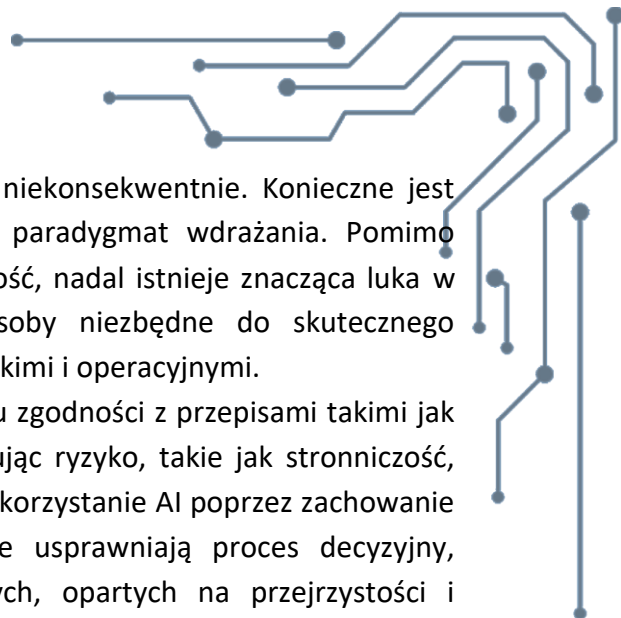 niekonsekwentnie. Konieczne jest
paradygmat wdrażania. Pomimo
ość, nadal istnieje znacząca luka w
soby niezbędne do skutecznego
kimi i operacyjnymi.
u zgodności z przepisami takimi jak
ując ryzyko, takie jak stronniczość,
korzystanie AI poprzez zachowanie
e usprawniają proces decyzyjny,
ych, opartych na przejrzystości i